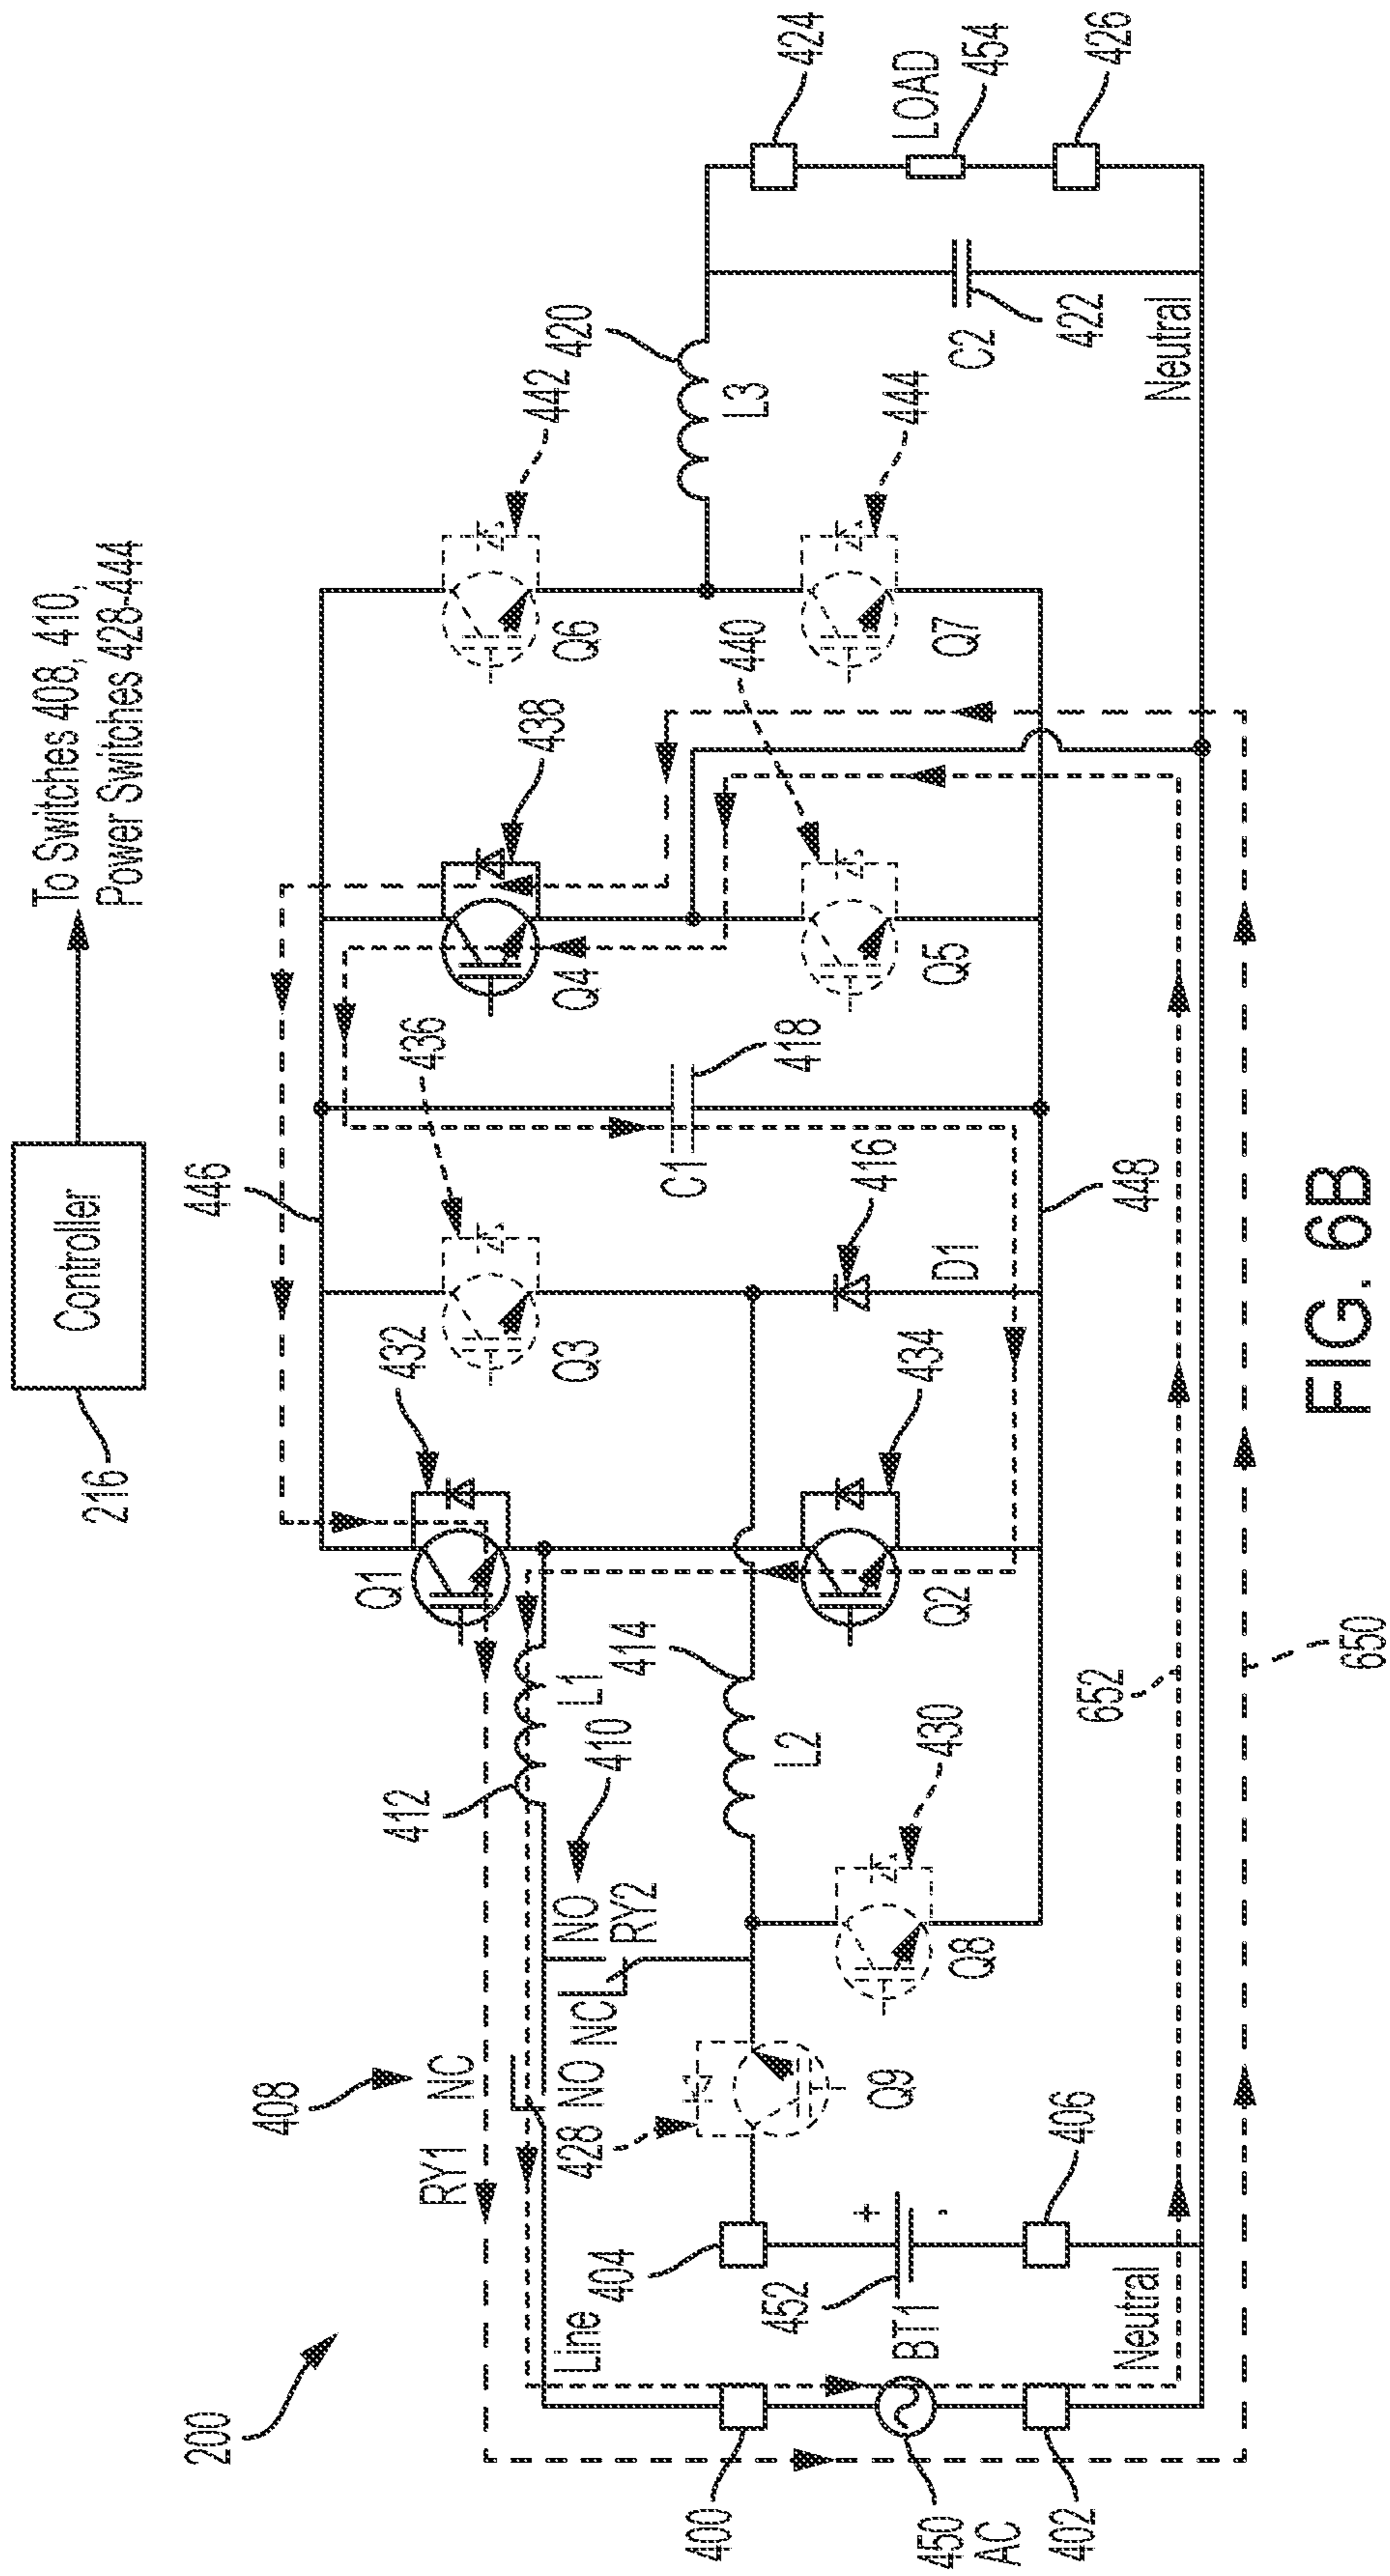 Controller
216
To Switches 408, 410,
Power Switches 428-444
200
446
432
436
438
442
420
424
Q1
Q3
Q4
Q6
408
RY1
NC
412
L1
NO
410
NO
RY2
NC
Line
428
Q9
404
414
L2
L3
C1
418
440
LOAD
454
426
400
450
AC
402
452
BT1
+
-
406
Q8
430
Q2
434
416
D1
448
Q5
Q7
444
C2
422
Neutral
Neutral
652
650
FIG. 6B